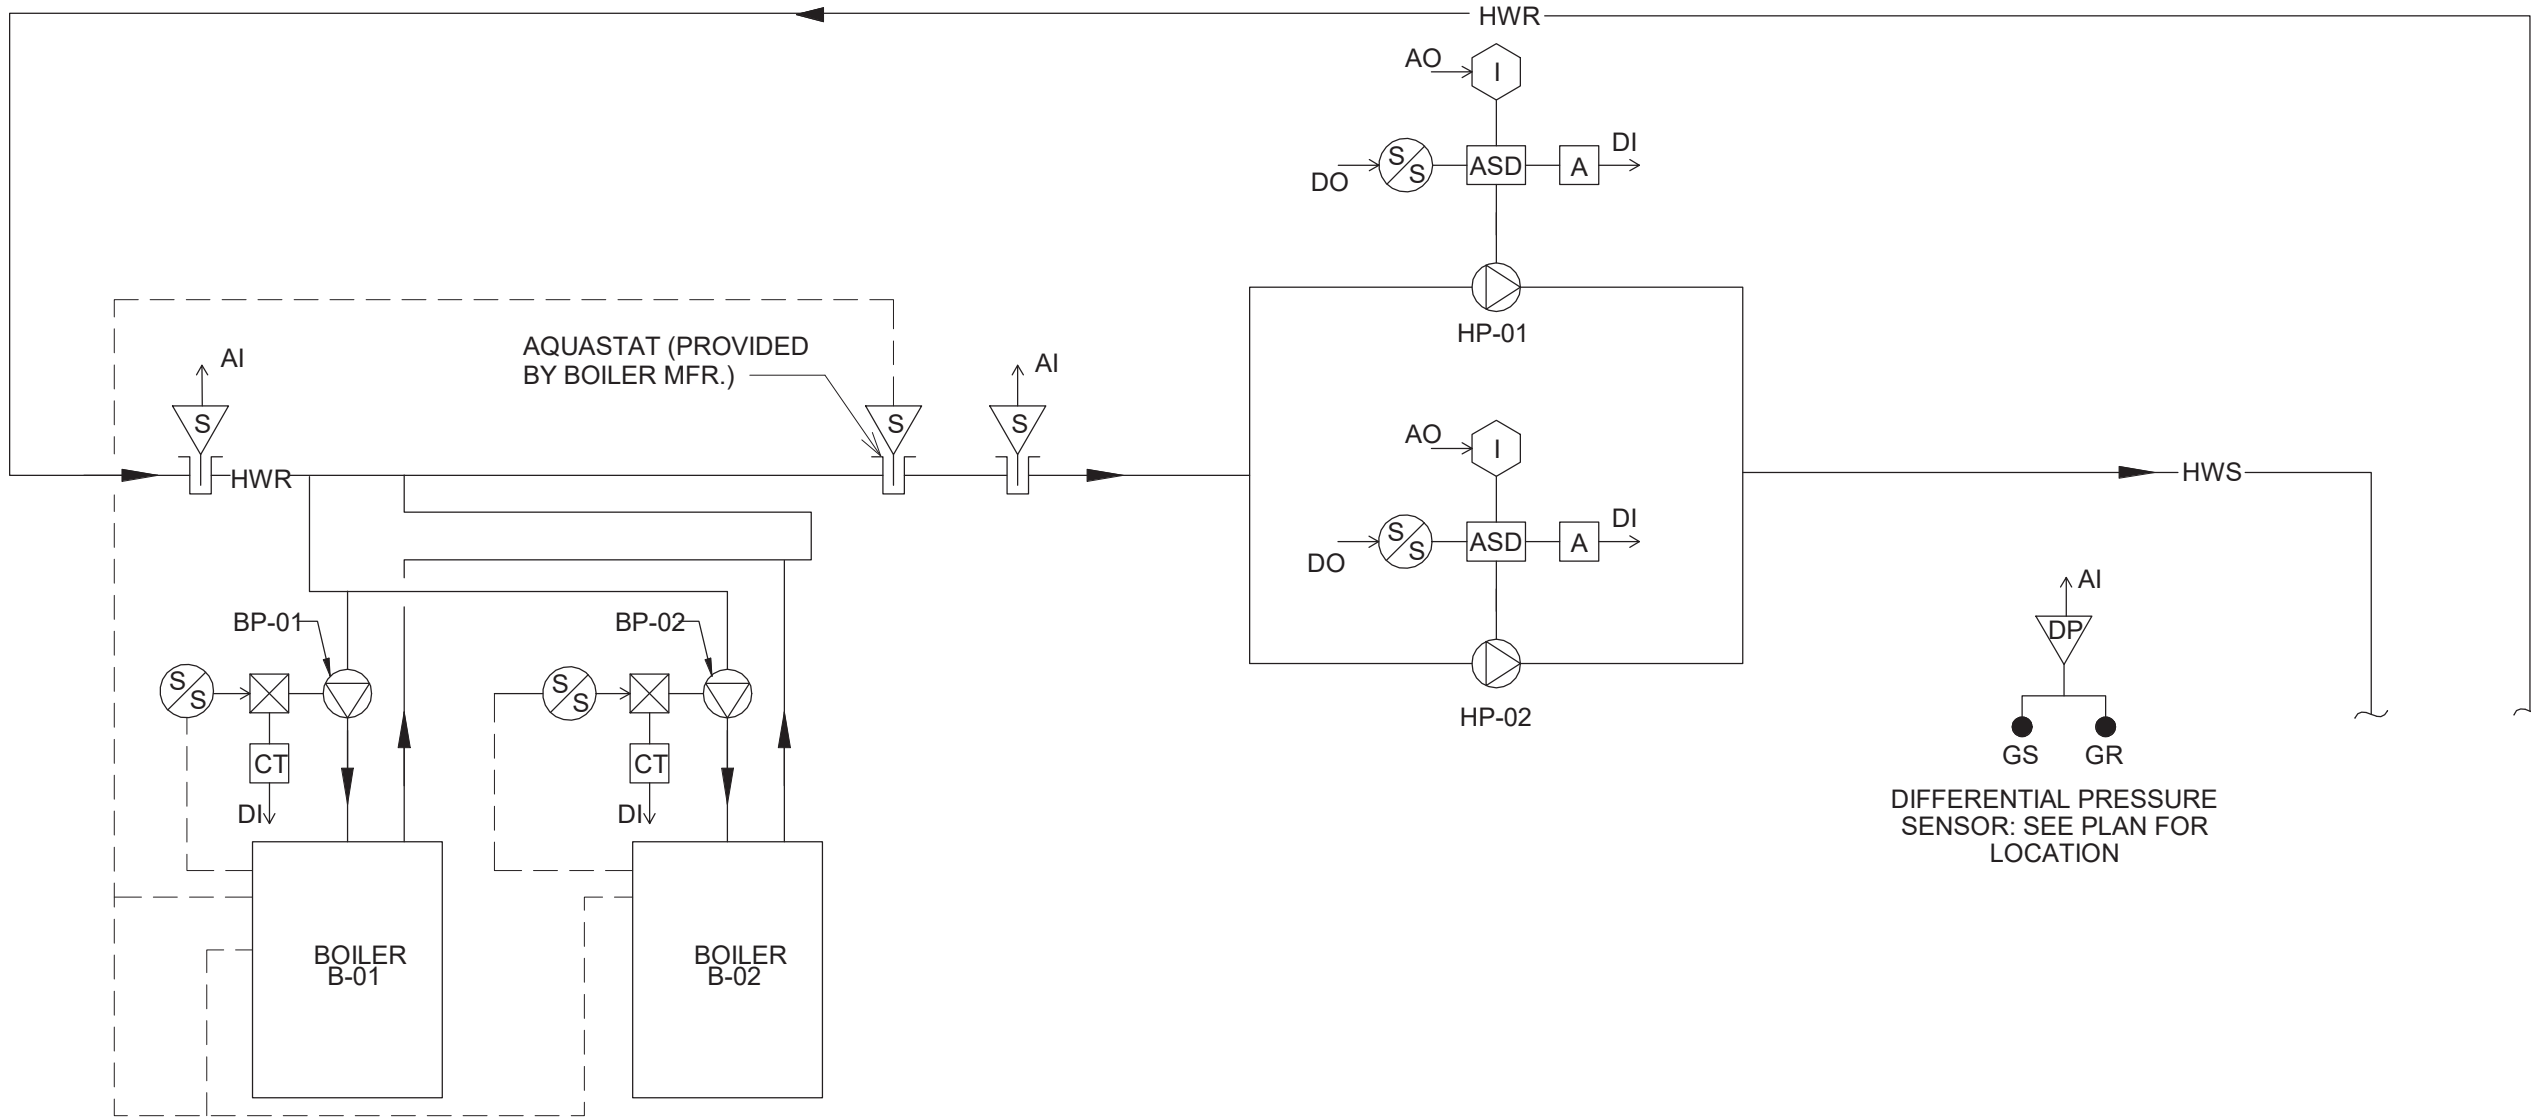 HWR
AO
I
DO
S
S
ASD
A
DI
HP-01
AQUASTAT (PROVIDED
BY BOILER MFR.)
AI
S
S
AI
S
HWR
AO
I
DO
S
S
ASD
A
DI
HP-02
HWS
AI
DP
GS
GR
DIFFERENTIAL PRESSURE
SENSOR: SEE PLAN FOR
LOCATION
BP-01
S
S
CT
DI
BP-02
S
S
CT
DI
BOILER
B-01
BOILER
B-02